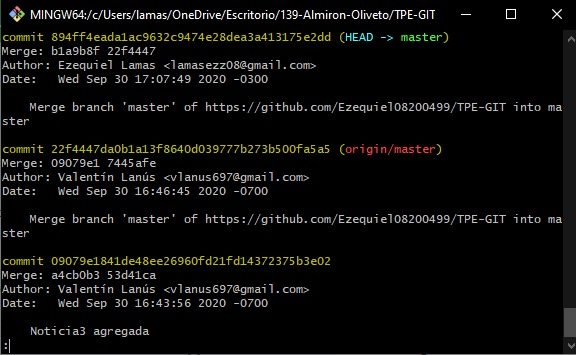 MINGW64:/c/Users/lamas/OneDrive/Escritorio/139-Almiron-Oliveto/TPE-GIT
commit 894ff4eada1ac9632c9474e28dea3a413175e2dd (HEAD -> master)
Merge: b1a9b8f 22f4447
Author: Ezequiel Lamas <lamasezz08@gmail.com>
Date:   Wed Sep 30 17:07:49 2020 -0300
    Merge branch 'master' of https://github.com/Ezequiel08200499/TPE-GIT into ma
ster
commit 22f4447da0b1a13f8640d039777b273b500fa5a5 (origin/master)
Merge: 09079e1 7445afe
Author: Valentín Lanús <vlanus697@gmail.com>
Date:   Wed Sep 30 16:46:45 2020 -0700
    Merge branch 'master' of https://github.com/Ezequiel08200499/TPE-GIT into ma
ster
commit 09079e1841de48ee26960fd21fd14372375b3e02
Merge: a4cb0b3 53d41ca
Author: Valentín Lanús <vlanus697@gmail.com>
Date:   Wed Sep 30 16:43:56 2020 -0700
    Noticia3 agregada
: